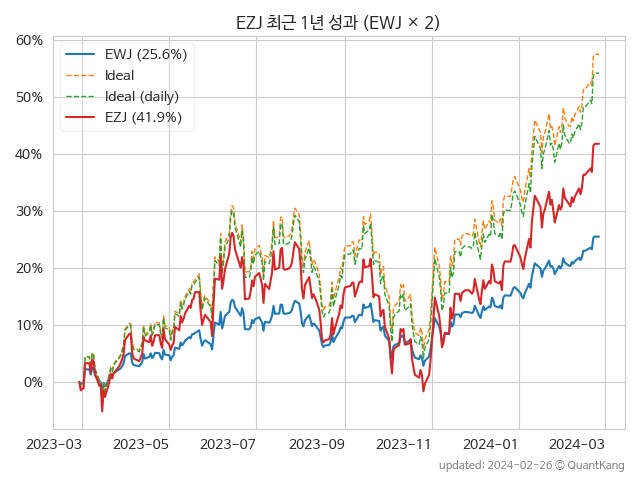 EZJ 최근 1년 성과 (EWJ × 2)
60%
50%
40%
30%
20%
10%
0%
EWJ (25.6%)
Ideal
Ideal (daily)
EZJ (41.9%)
2023-03 2023-05 2023-07 2023-09 2023-11 2024-01 2024-03
updated: 2024-02-26 © QuantKang